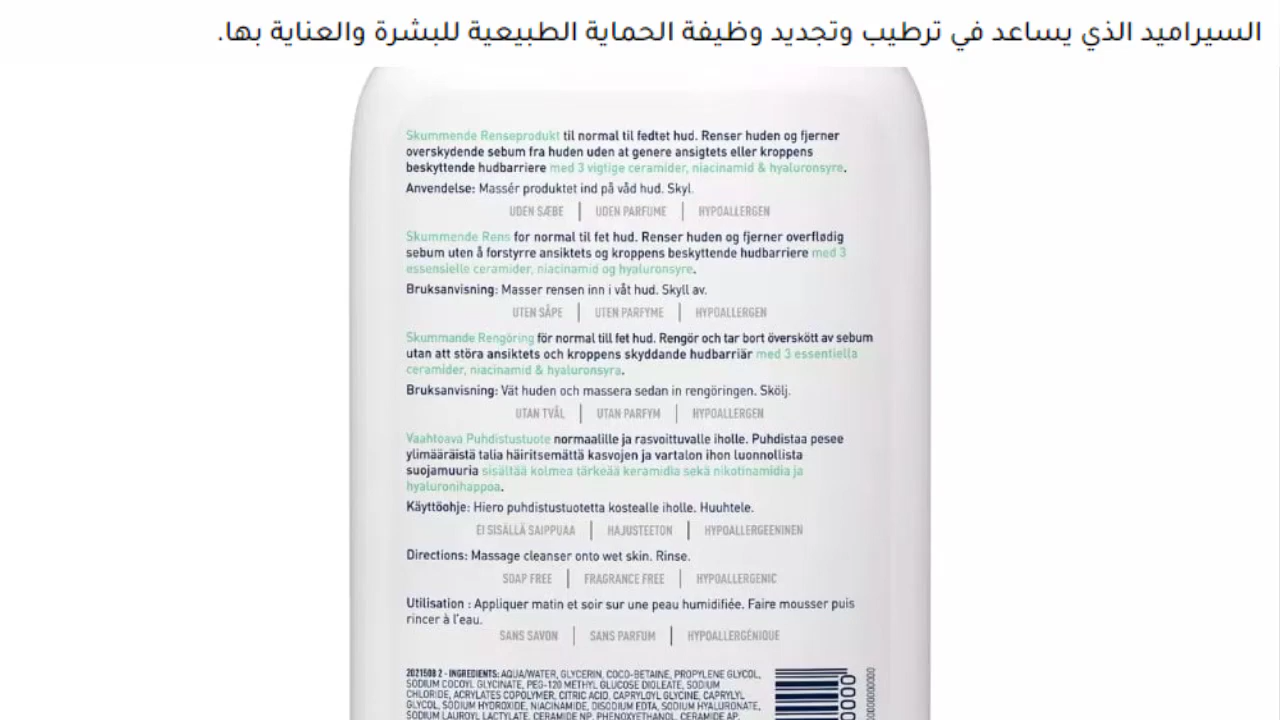 السيراميد الذي يساعد في ترطيب وتجديد وظيفة الحماية الطبيعية للبشرة والعناية بها.
Skummende Renseprodukt til normal til fedtet hud. Renser huden og fjerner
overskydende sebum fra huden uden at genere ansigtets eller kroppens
beskyttende hudbarriere med 3 vigtige ceramider, niacinamid & hyaluronsyre.
Anvendelse: Massér produktet ind på våd hud. Skyl.
UDEN SÆBE | UDEN PARFUME | HYPOALLERGEN
Skummende Rens for normal til fet hud. Renser huden og fjerner overflødig
sebum uten å forstyrre ansiktets og kroppens beskyttende hudbarriere med 3
essensielle ceramider, niacinamid og hyaluronsyre.
Bruksanvisning: Masser rensen inn i våt hud. Skyll av.
UTEN SÅPE | UTEN PARFYME | HYPOALLERGEN
Skummande Rengöring för normal till fet hud. Rengör och tar bort överskott av sebum
utan att störa ansiktets och kroppens skyddande hudbarriär med 3 essentiella
ceramider, niacinamid & hyaluronsyra.
Bruksanvisning: Våt huden och massera sedan in rengöringen. Skölj.
UTAN TVÅL | UTAN PARFYM | HYPOALLERGEN
Vaahtoava Puhdistustuote normaalille ja rasvoittuvalle iholle. Puhdistaa pesee
ylimääräistä talia häiritsemättä kasvojen ja vartalon ihon luonnollista
suojamuuria sisältää kolmea tärkeää keramidia sekä nikotinamidia ja
hyaluronihappoa.
Käyttöohje: Hiero puhdistustuotetta kostealle iholle. Huuhtele.
EI SISÄLLÄ SAIPPUAA | HAJUSTEETON | HYPOALLERGEENINEN
Directions: Massage cleanser onto wet skin. Rinse.
SOAP FREE | FRAGRANCE FREE | HYPOALLERGENIC
Utilisation : Appliquer matin et soir sur une peau humidifiée. Faire mousser puis
rincer à l'eau.
SANS SAVON | SANS PARFUM | HYPOALLERGÉNIQUE
2021508 2 - INGREDIENTS: AQUA/WATER, GLYCERIN, COCO-BETAINE, PROPYLENE GLYCOL,
SODIUM COCOYL GLYCINATE, PEG-120 METHYL GLUCOSE DIOLEATE, SODIUM
CHLORIDE, ACRYLATES COPOLYMER, CITRIC ACID, CAPRYLOYL GLYCINE, CAPRYLYL
GLYCOL, SODIUM HYDROXIDE, NIACINAMIDE, DISODIUM EDTA, SODIUM HYALURONATE,
SODIUM LAUROYL LACTYLATE, CERAMIDE NP, PHENOXYETHANOL, CERAMIDE AP,